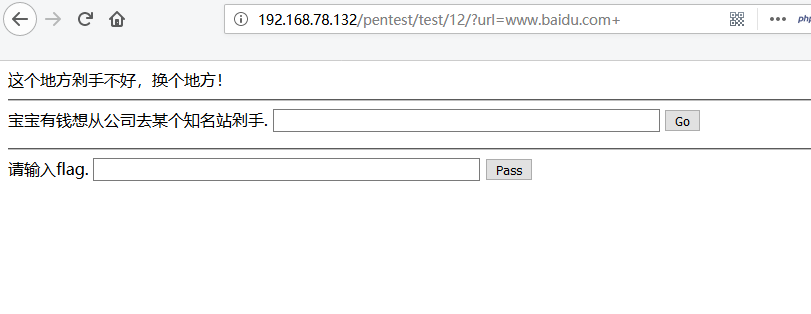 192.168.78.132/pentest/test/12/?url=www.baidu.com+
php
这个地方剁手不好，换个地方！
宝宝有钱想从公司去某个知名站剁手. Go
请输入flag. Pass